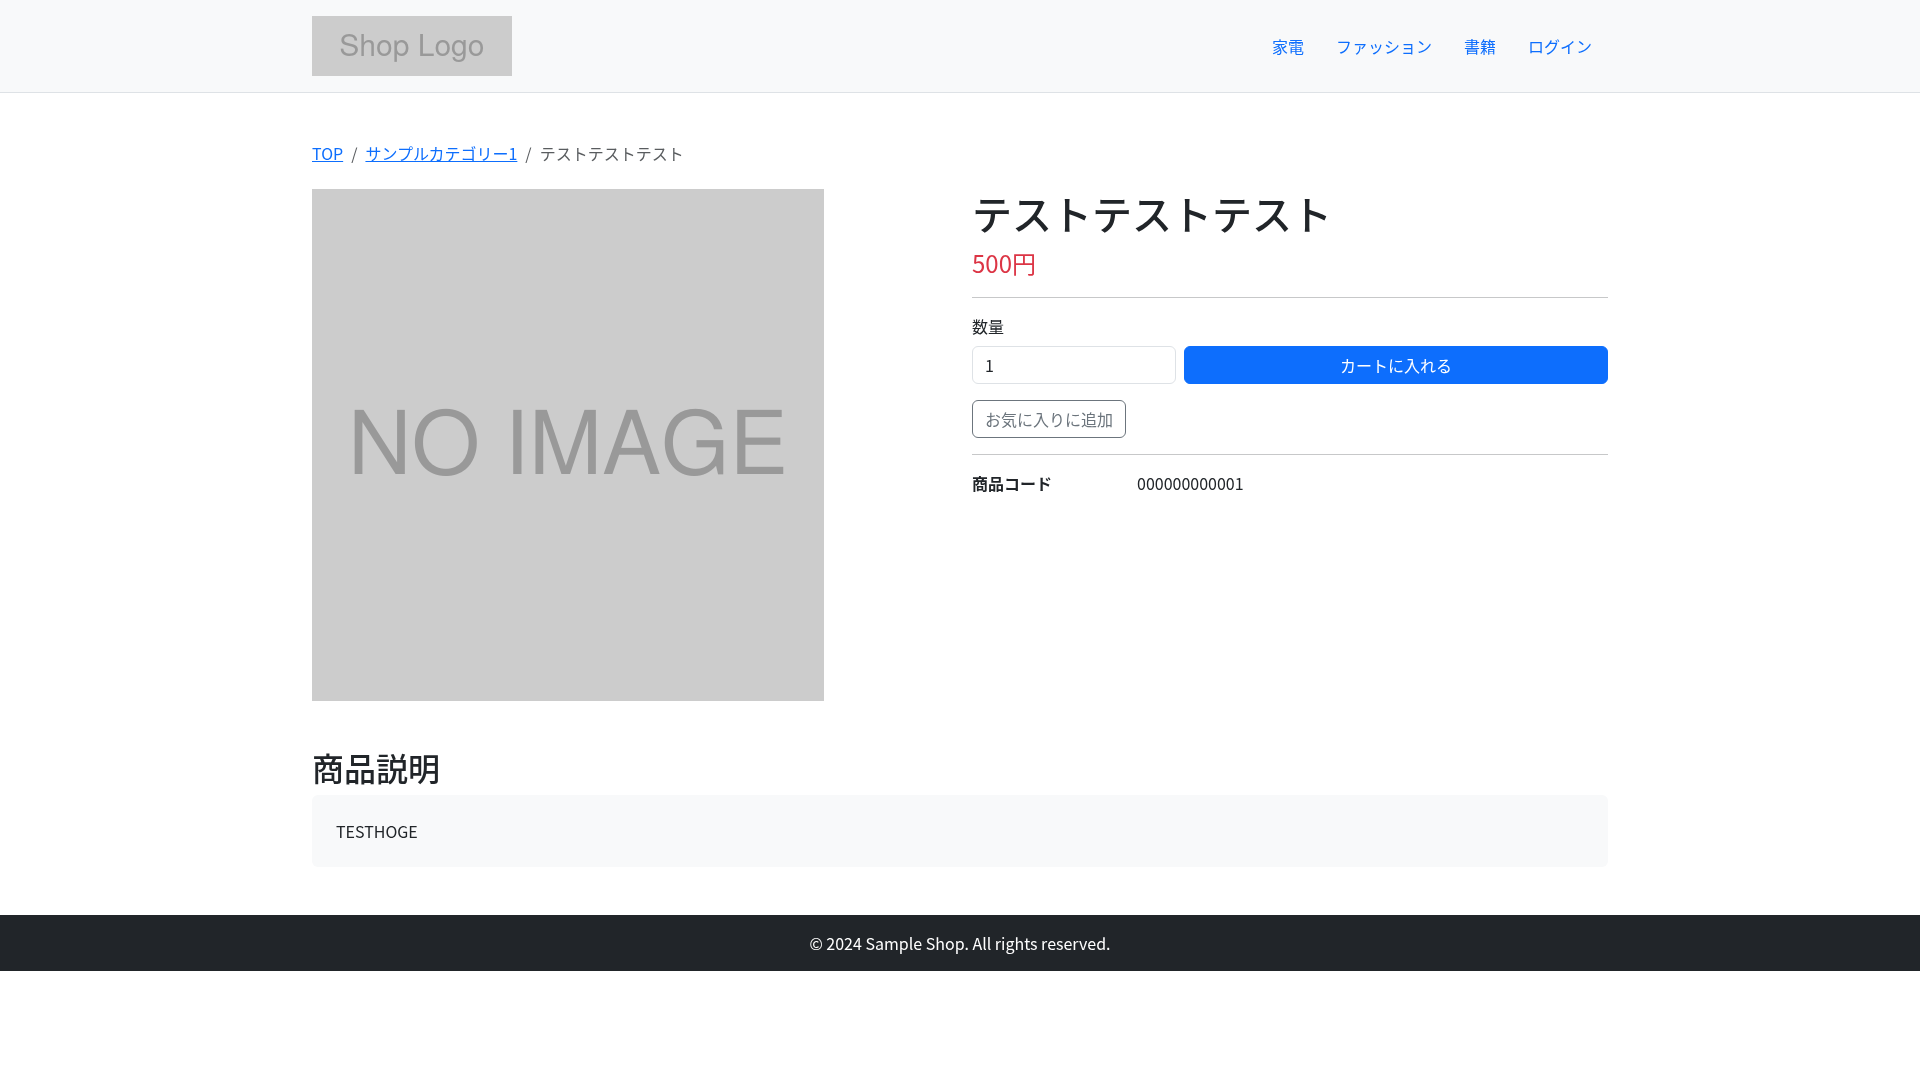 Shop Logo
家電 ファッション 書籍 ログイン
TOP / サンプルカテゴリー1 / テストテストテスト
NO IMAGE
テストテストテスト
500円
数量
1 カートに入れる
お気に入りに追加
商品コード 000000000001
商品説明
TESTHOGE
© 2024 Sample Shop. All rights reserved.